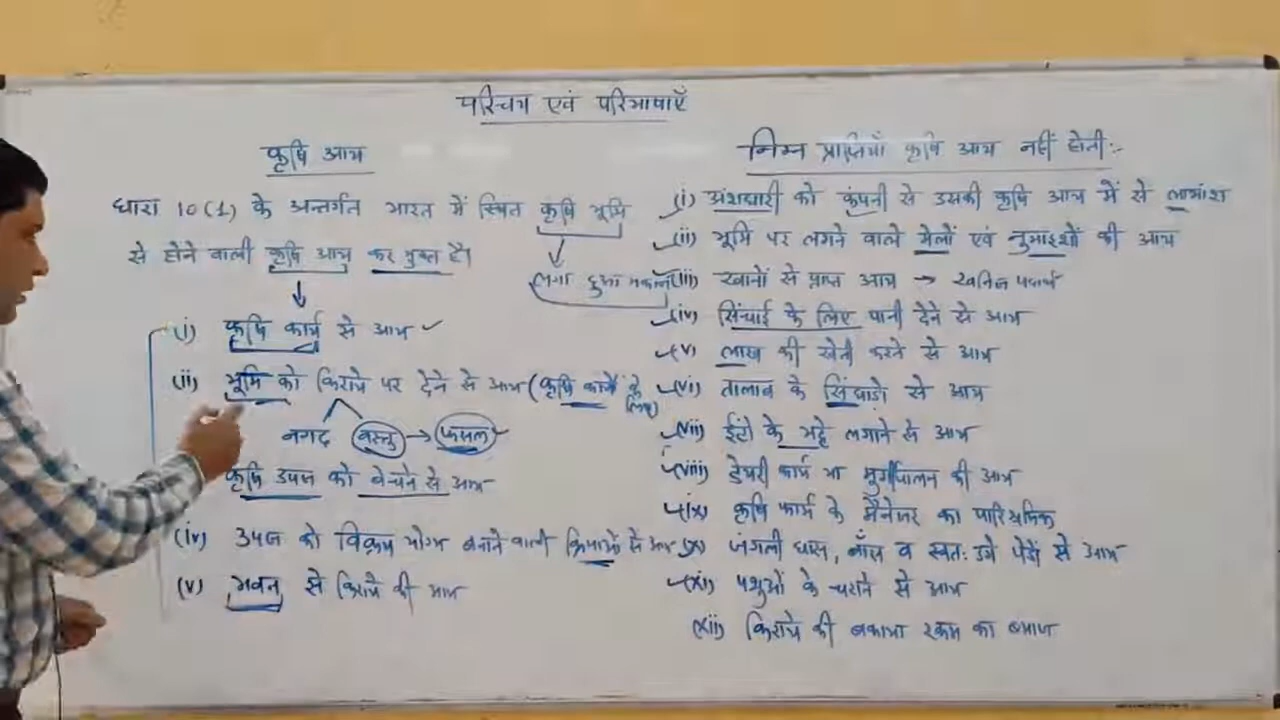 परिचय एवं परिभाषाएँ
कृषि आय
धारा 10(1) के अन्तर्गत भारत में स्थित कृषि भूमि
से होने वाली कृषि आय कर मुक्त है।
लगा हुआ मकान
(i) कृषि कार्य से आय ✓
(ii) भूमि को किराये पर देने से आय (कृषि कार्य के लिए)
नगद वस्तु → फसल
कृषि उपज को बेचने से आय
(iv) उपज को विक्रय योग्य बनाने वाली क्रियाओं से आय
(v) भवन से किराये की आय
निम्न प्राप्तियाँ कृषि आय नहीं होती:-
(i) अंशधारी को कंपनी से उसकी कृषि आय में से लाभांश
(ii) भूमि पर लगने वाले मेलों एवं नुमाइशों की आय
(iii) खानों से प्राप्त आय → खनिज पदार्थ
(iv) सिंचाई के लिए पानी देने से आय
(v) लाख की खेती करने से आय
(vi) तालाब के सिंघाड़ो से आय
(vii) ईंटो के भट्टे लगाने से आय
(viii) डेयरी कार्य या मुर्गीपालन की आय
(ix) कृषि फार्म के मैनेजर का पारिश्रमिक
(x) जंगली घास, बाँस व स्वतः उगे पेड़ों से आय
(xi) पशुओं के चराने से आय
(xii) किराये की बकाया रकम का ब्याज